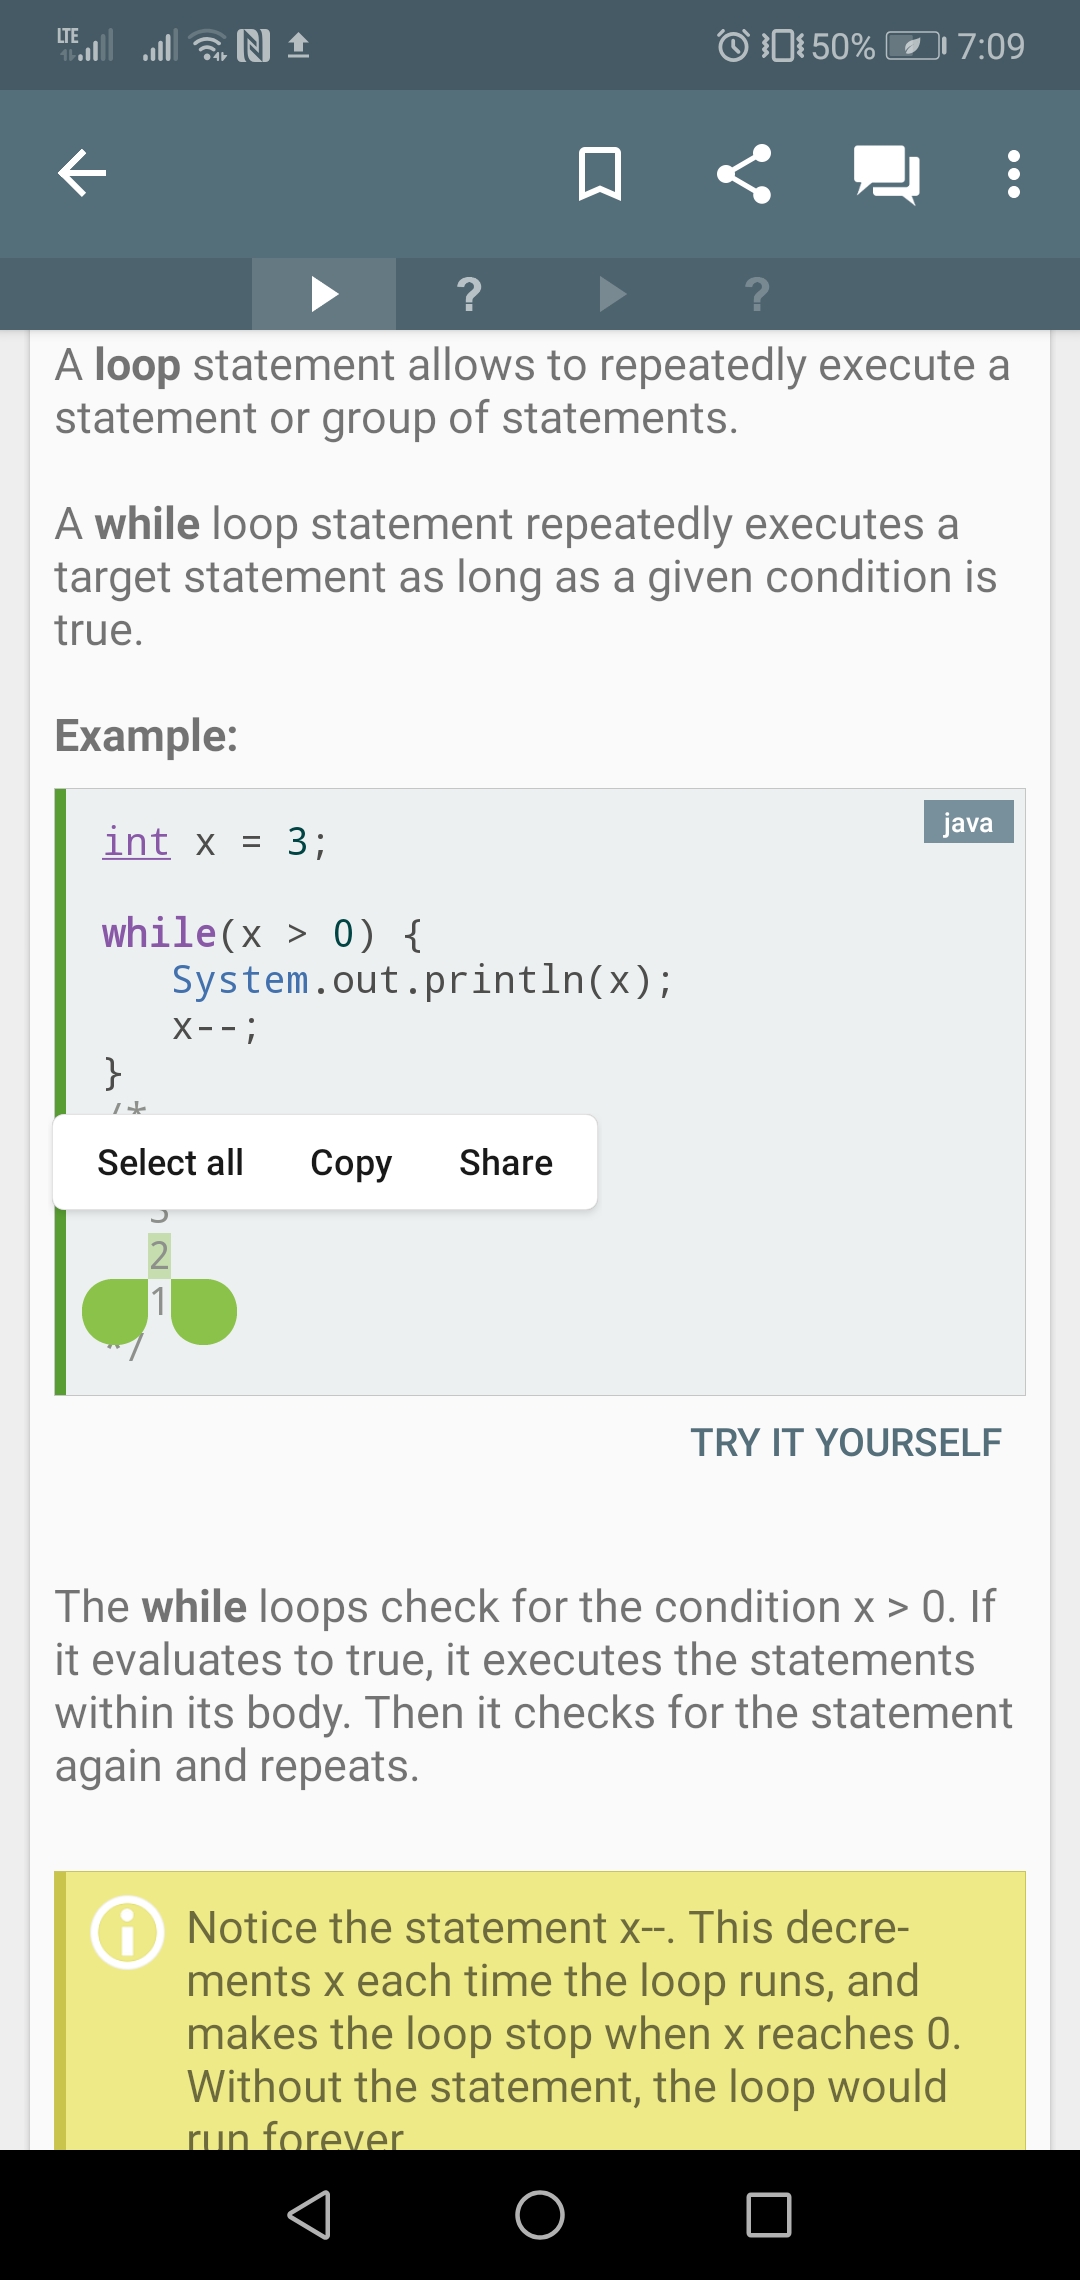 LTE 50% 7:09
? ?
A loop statement allows to repeatedly execute a
statement or group of statements.
A while loop statement repeatedly executes a
target statement as long as a given condition is
true.
Example:
java
int x = 3;
while(x > 0) {
System.out.println(x);
x--;
}
/*
Select all Copy Share
3
2
1
*/
TRY IT YOURSELF
The while loops check for the condition x > 0. If
it evaluates to true, it executes the statements
within its body. Then it checks for the statement
again and repeats.
Notice the statement x--. This decre-
ments x each time the loop runs, and
makes the loop stop when x reaches 0.
Without the statement, the loop would
run forever